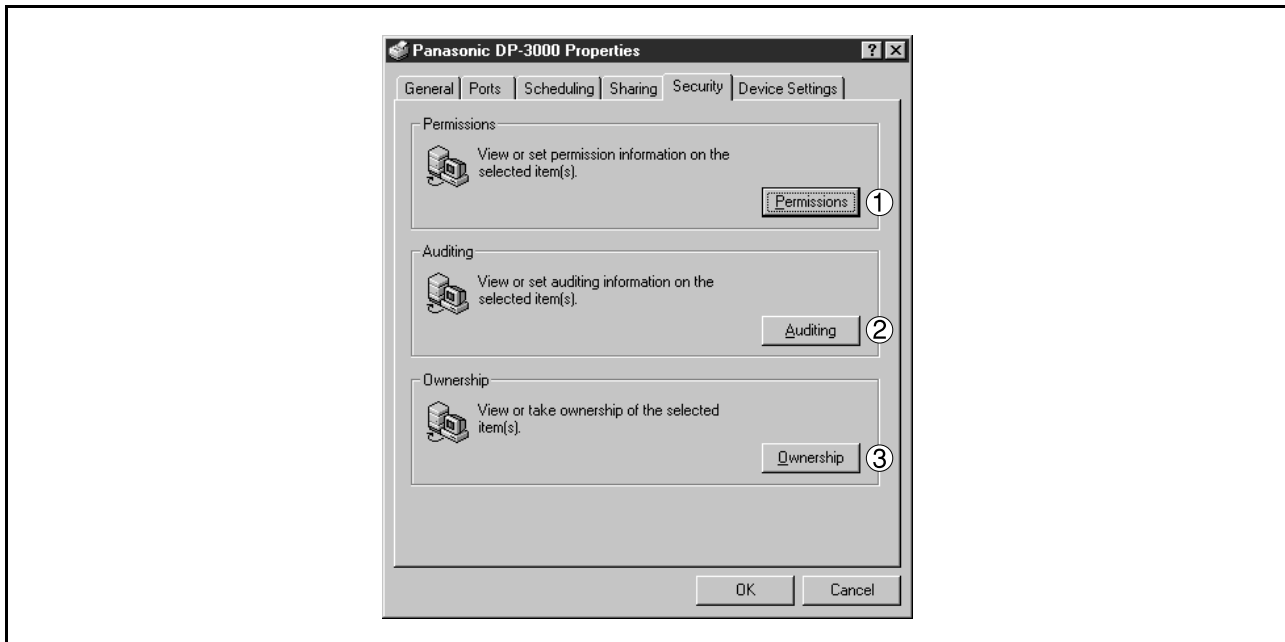 Panasonic DP-3000 Properties
General Ports Scheduling Sharing Security Device Settings
Permissions
View or set permission information on the
selected item(s).
Permissions ①
Auditing
View or set auditing information on the
selected item(s).
Auditing ②
Ownership
View or take ownership of the selected
item(s).
Ownership ③
OK Cancel